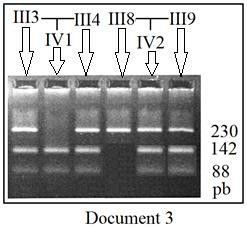 III3 III4 III8 III9
IV1 IV2
230
142
88
pb
Document 3